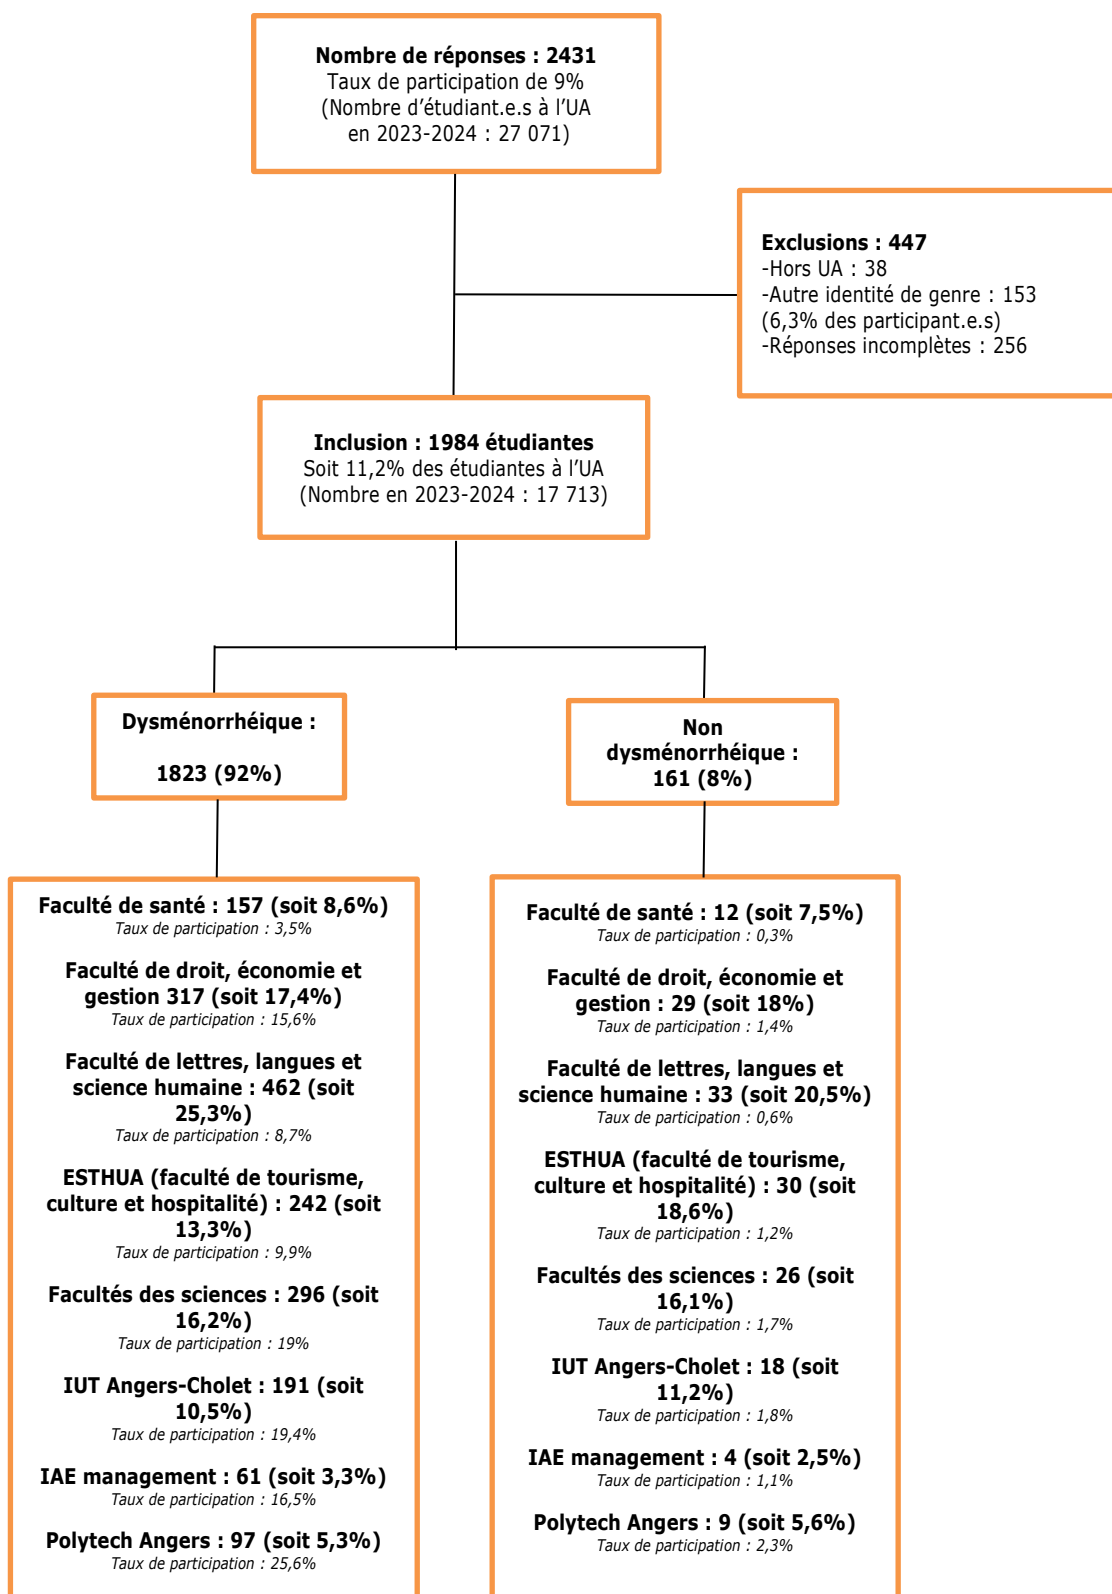 Nombre de réponses : 2431
Taux de participation de 9%
(Nombre d'étudiant.e.s à l'UA
en 2023-2024 : 27 071)
Exclusions : 447
-Hors UA : 38
-Autre identité de genre : 153
(6,3% des participant.e.s)
-Réponses incomplètes : 256
Inclusion : 1984 étudiantes
Soit 11,2% des étudiantes à l'UA
(Nombre en 2023-2024 : 17 713)
Dysménorrhéique :
1823 (92%)
Non
dysménorrhéique :
161 (8%)
Faculté de santé : 157 (soit 8,6%)
Taux de participation : 3,5%
Faculté de droit, économie et
gestion 317 (soit 17,4%)
Taux de participation : 15,6%
Faculté de lettres, langues et
science humaine : 462 (soit
25,3%)
Taux de participation : 8,7%
ESTHUA (faculté de tourisme,
culture et hospitalité) : 242 (soit
13,3%)
Taux de participation : 9,9%
Facultés des sciences : 296 (soit
16,2%)
Taux de participation : 19%
IUT Angers-Cholet : 191 (soit
10,5%)
Taux de participation : 19,4%
IAE management : 61 (soit 3,3%)
Taux de participation : 16,5%
Polytech Angers : 97 (soit 5,3%)
Taux de participation : 25,6%
Faculté de santé : 12 (soit 7,5%)
Taux de participation : 0,3%
Faculté de droit, économie et
gestion : 29 (soit 18%)
Taux de participation : 1,4%
Faculté de lettres, langues et
science humaine : 33 (soit 20,5%)
Taux de participation : 0,6%
ESTHUA (faculté de tourisme,
culture et hospitalité) : 30 (soit
18,6%)
Taux de participation : 1,2%
Facultés des sciences : 26 (soit
16,1%)
Taux de participation : 1,7%
IUT Angers-Cholet : 18 (soit
11,2%)
Taux de participation : 1,8%
IAE management : 4 (soit 2,5%)
Taux de participation : 1,1%
Polytech Angers : 9 (soit 5,6%)
Taux de participation : 2,3%